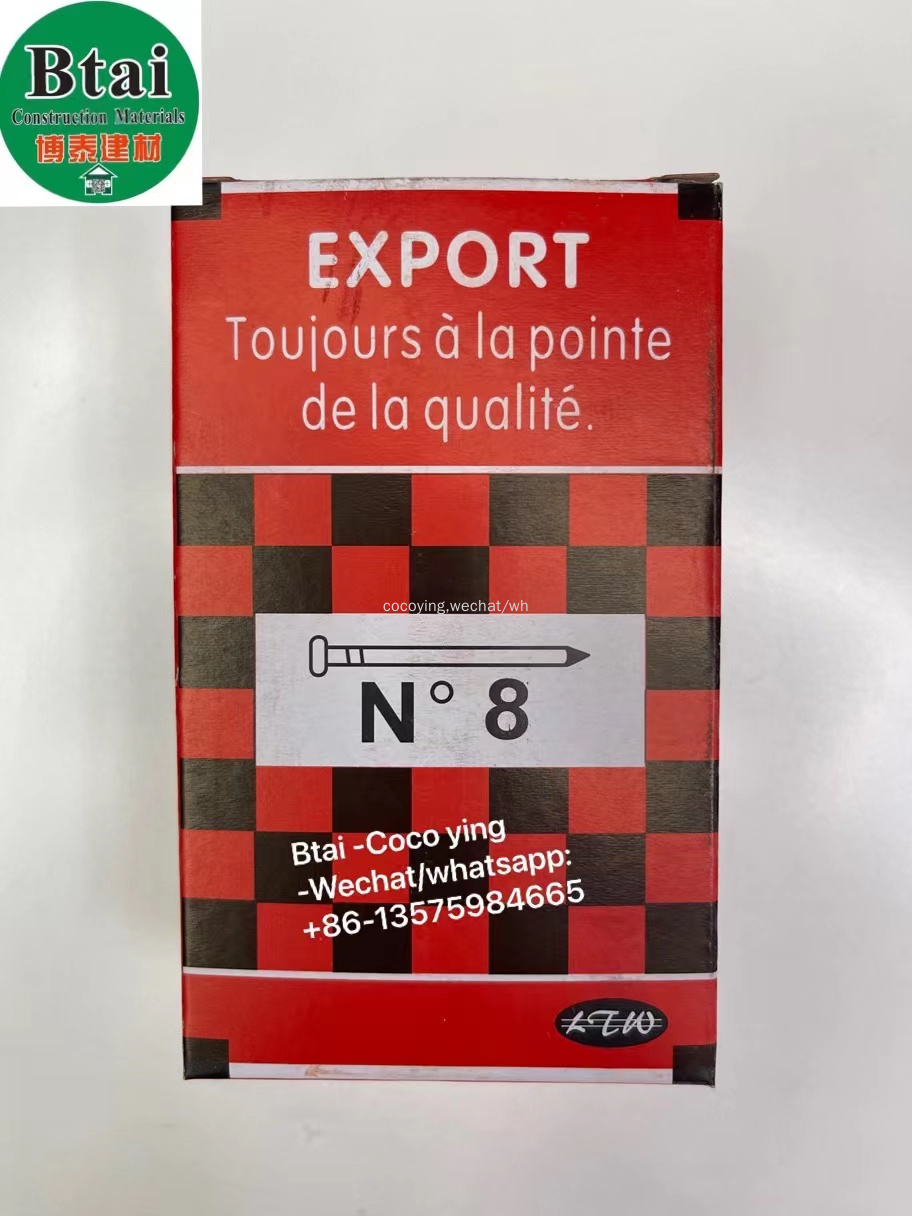 Btai
Construction Materials
博泰建材
EXPORT
Toujours à la pointe
de la qualité.
cocoying,wechat/wh
N° 8
Btai -Coco ying
-Wechat/whatsapp:
+86-13575984665
LTW